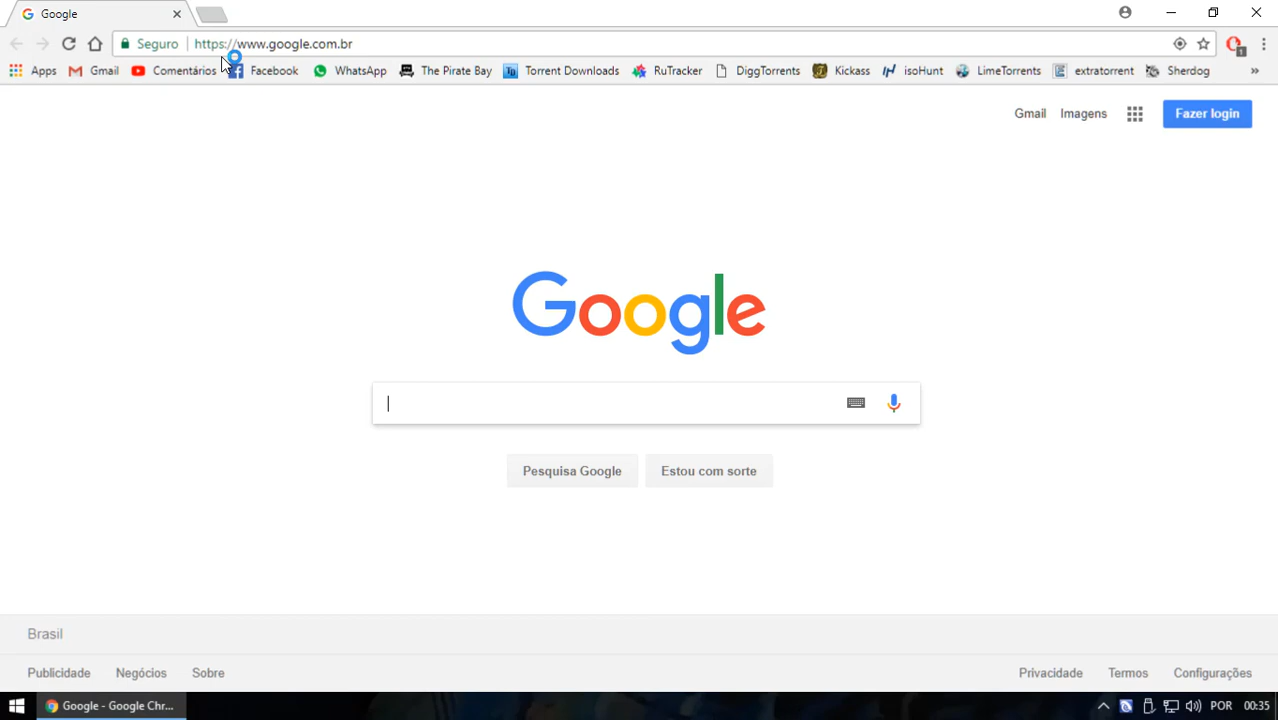 Google
Seguro https://www.google.com.br
Apps Gmail Comentários Facebook WhatsApp The Pirate Bay Torrent Downloads RuTracker DiggTorrents Kickass isoHunt LimeTorrents extratorrent Sherdog »
Gmail Imagens Fazer login
Google
Pesquisa Google Estou com sorte
Brasil
Publicidade Negócios Sobre Privacidade Termos Configurações
Google - Google Chr... POR 00:35